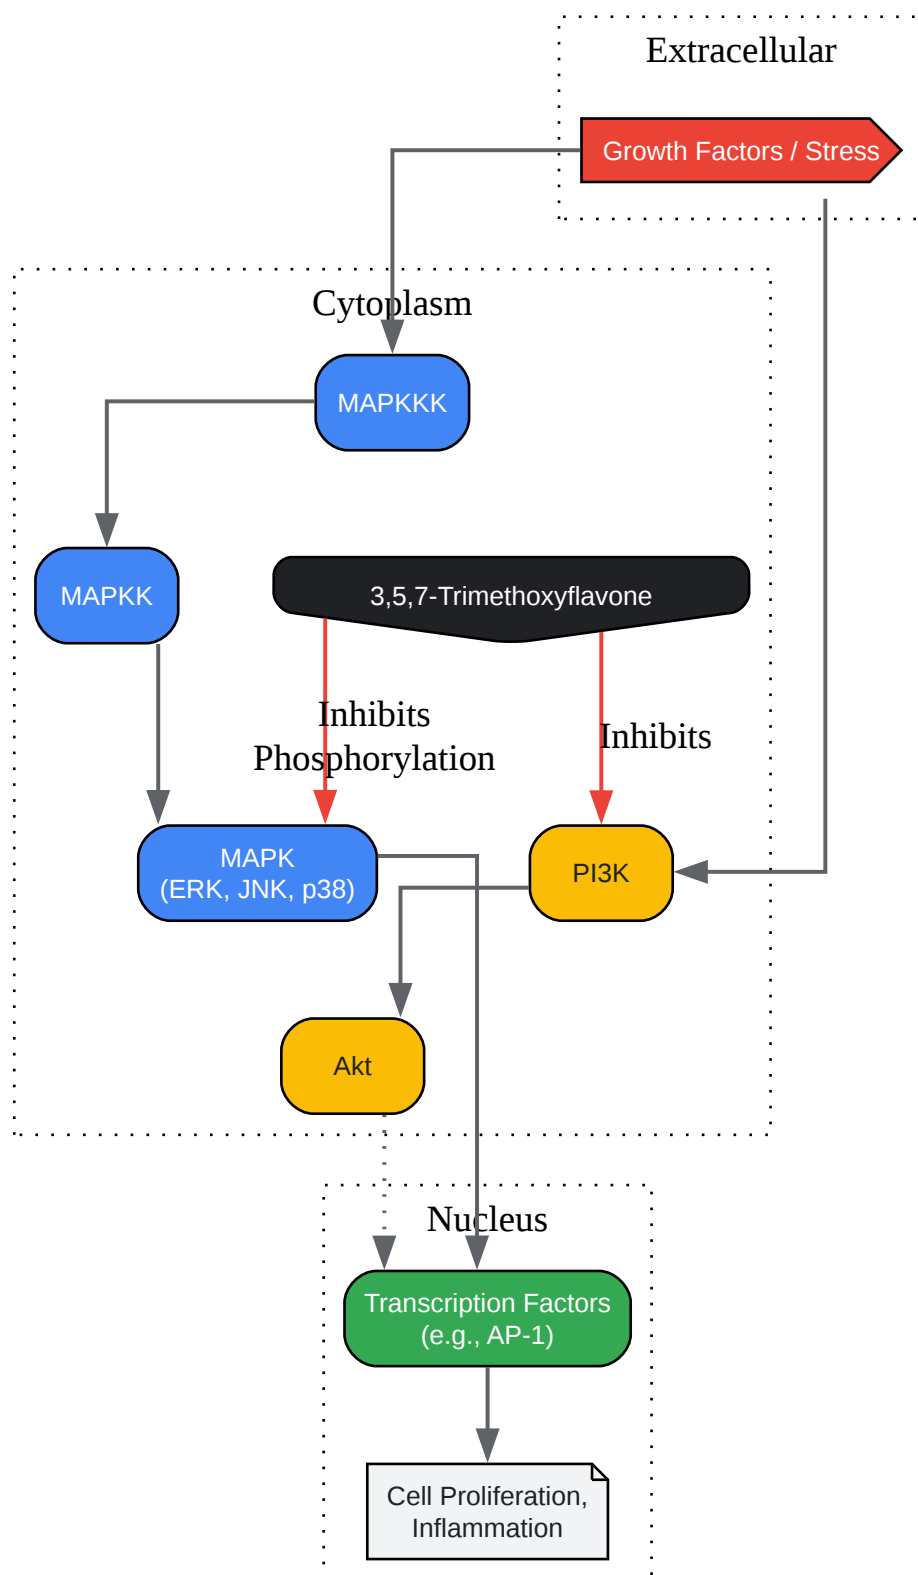 Extracellular
Growth Factors / Stress
Cytoplasm
MAPKKK
MAPKK
3,5,7-Trimethoxyflavone
Inhibits
Phosphorylation
Inhibits
MAPK
(ERK, JNK, p38)
PI3K
Akt
Nucleus
Transcription Factors
(e.g., AP-1)
Cell Proliferation,
Inflammation